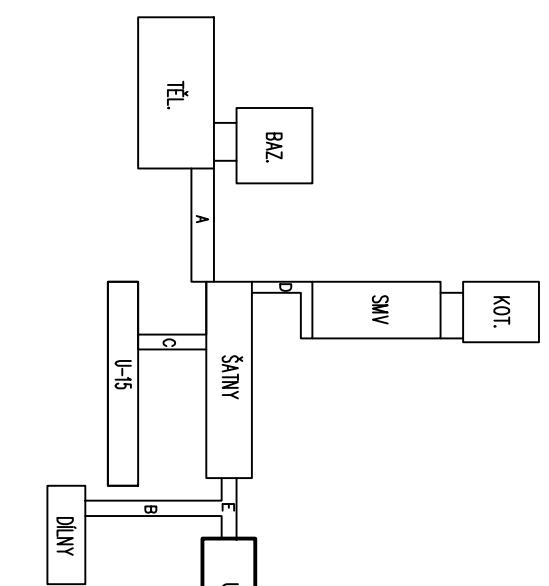 TĚL.
BAZ.
A
D
SMV
KOT.
C
ŠATNY
U-15
E
B
DÍLNY
U